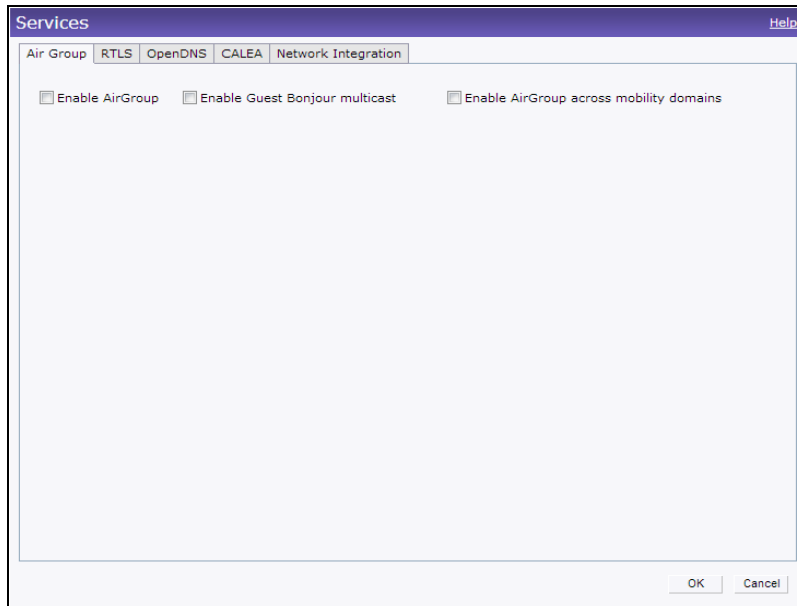 Services Help
Air Group RTLS OpenDNS CALEA Network Integration
Enable AirGroup Enable Guest Bonjour multicast Enable AirGroup across mobility domains
OK Cancel